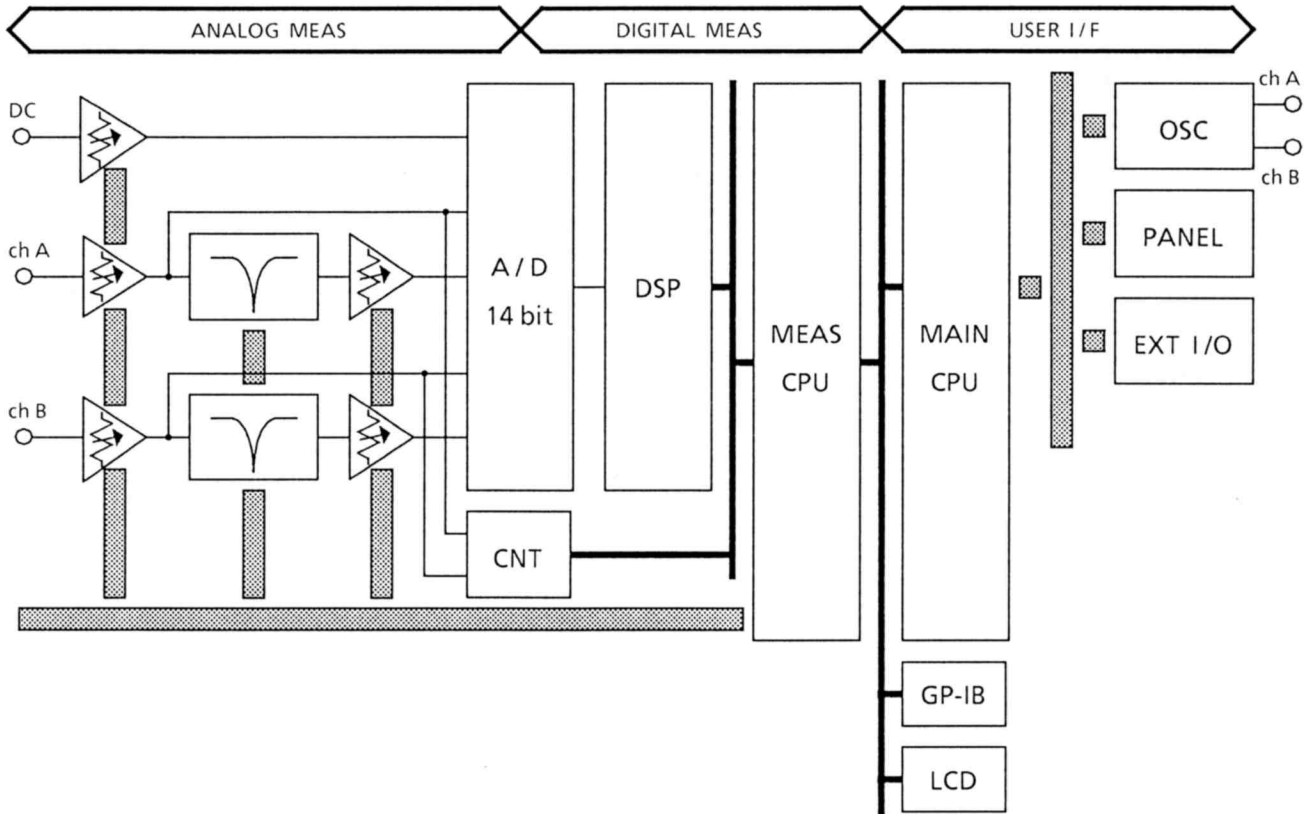 ANALOG MEAS
DIGITAL MEAS
USER I/F
DC
ch A
ch B
A/D
14 bit
DSP
CNT
MEAS
CPU
MAIN
CPU
GP-IB
LCD
OSC
PANEL
EXT I/O
ch A
ch B